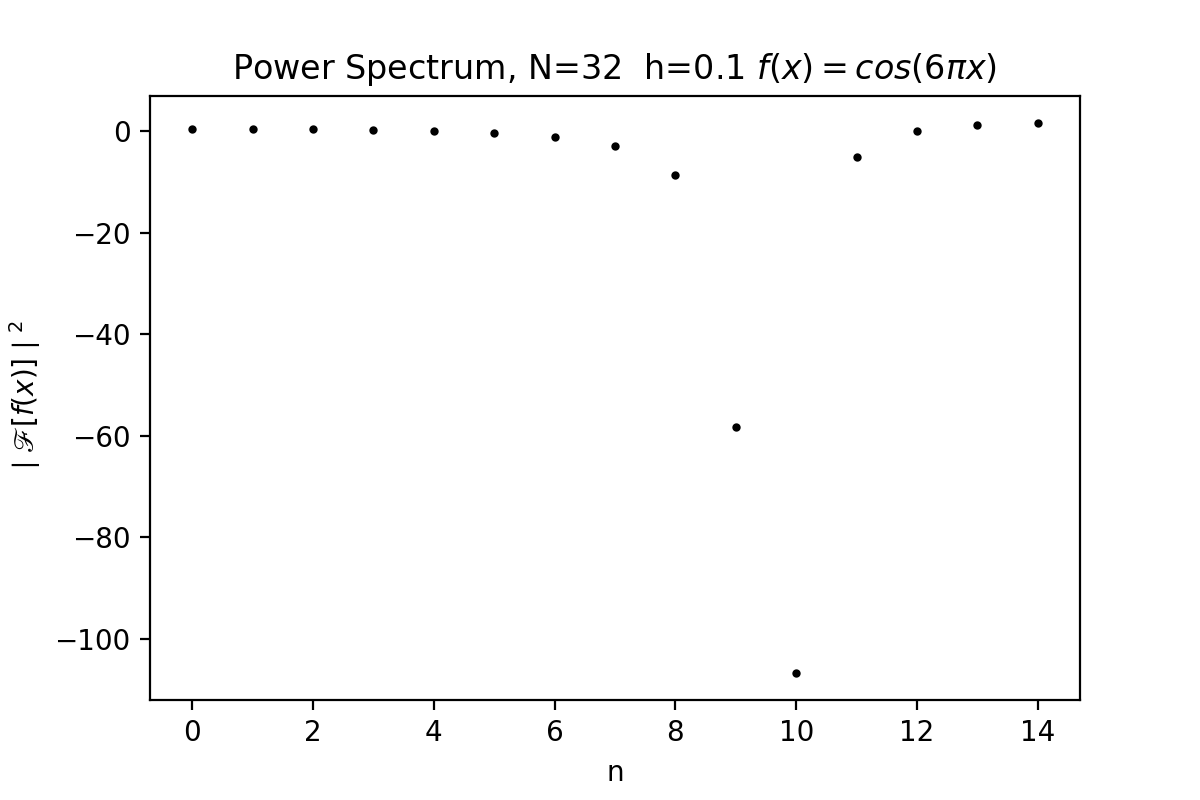 Power Spectrum, N=32  h=0.1 f(x) = cos(6πx)
| ℱ[f(x)] | ²
0
−20
−40
−60
−80
−100
0 2 4 6 8 10 12 14
n